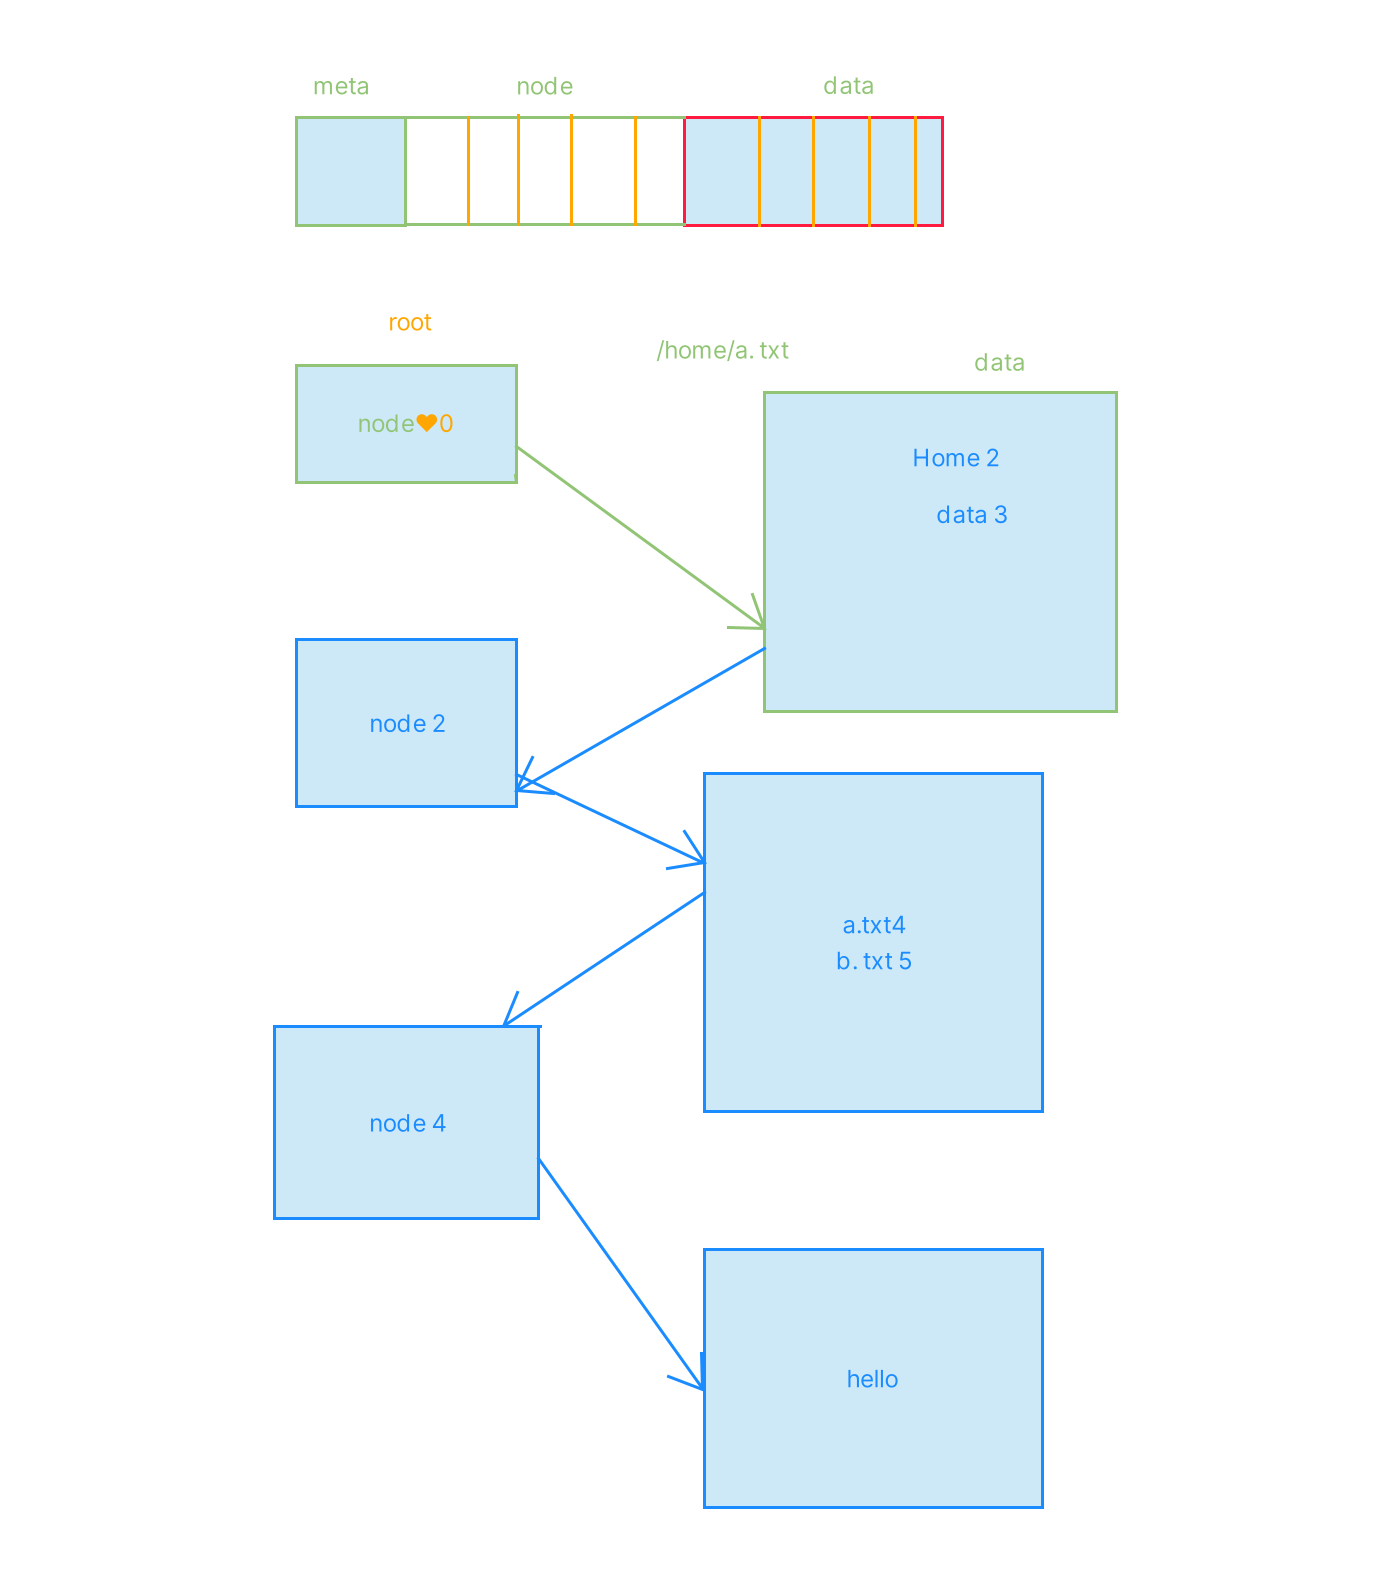 meta
node
data
root
/home/a. txt
data
node🧡0
Home 2
data 3
node 2
a.txt4
b. txt 5
node 4
hello